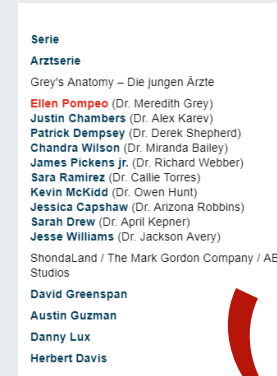 Serie
Arztserie
Grey's Anatomy – Die jungen Ärzte
Ellen Pompeo (Dr. Meredith Grey)
Justin Chambers (Dr. Alex Karev)
Patrick Dempsey (Dr. Derek Shepherd)
Chandra Wilson (Dr. Miranda Bailey)
James Pickens jr. (Dr. Richard Webber)
Sara Ramirez (Dr. Callie Torres)
Kevin McKidd (Dr. Owen Hunt)
Jessica Capshaw (Dr. Arizona Robbins)
Sarah Drew (Dr. April Kepner)
Jesse Williams (Dr. Jackson Avery)
ShondaLand / The Mark Gordon Company / AB
Studios
David Greenspan
Austin Guzman
Danny Lux
Herbert Davis